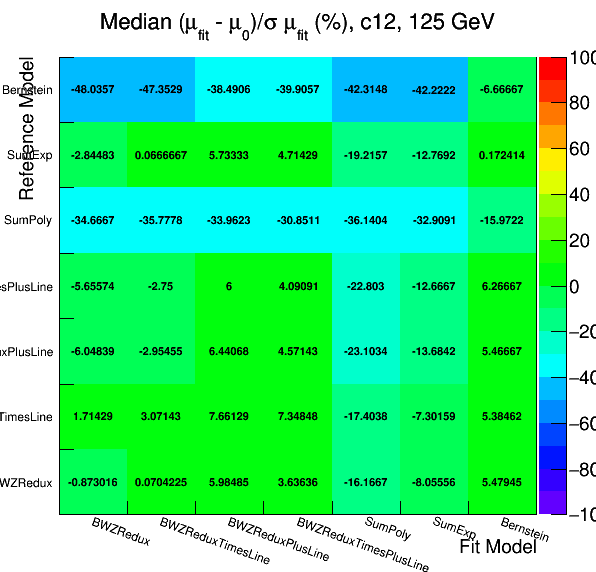 Median (μfit - μ0)/σ μfit (%), c12, 125 GeV
Reference Model
Bernstein -48.0357 -47.3529 -38.4906 -39.9057 -42.3148 -42.2222 -6.66667
SumExp -2.84483 0.0666667 5.73333 4.71429 -19.2157 -12.7692 0.172414
SumPoly -34.6667 -35.7778 -33.9623 -30.8511 -36.1404 -32.9091 -15.9722
esPlusLine -5.65574 -2.75 6 4.09091 -22.803 -12.6667 6.26667
uxPlusLine -6.04839 -2.95455 6.44068 4.57143 -23.1034 -13.6842 5.46667
TimesLine 1.71429 3.07143 7.66129 7.34848 -17.4038 -7.30159 5.38462
WZRedux -0.873016 0.0704225 5.98485 3.63636 -16.1667 -8.05556 5.47945
BWZRedux BWZReduxTimesLine BWZReduxPlusLine BWZReduxTimesPlusLine SumPoly SumExp Bernstein
Fit Model
100
80
60
40
20
0
−20
−40
−60
−80
−10